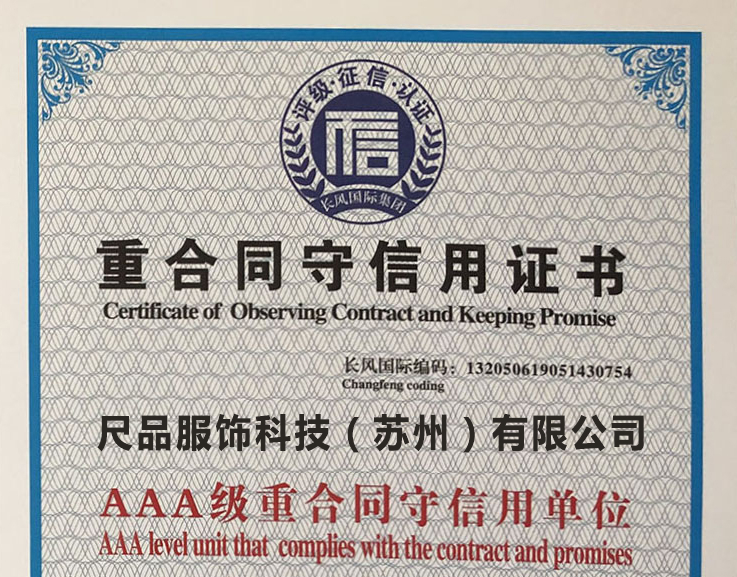 评级·征信·认证
信
长风国际集团
重合同守信用证书
Certificate of Observing Contract and Keeping Promise
长风国际编码：132050619051430754
Changfeng coding
尺品服饰科技（苏州）有限公司
AAA级重合同守信用单位
AAA level unit that complies with the contract and promises